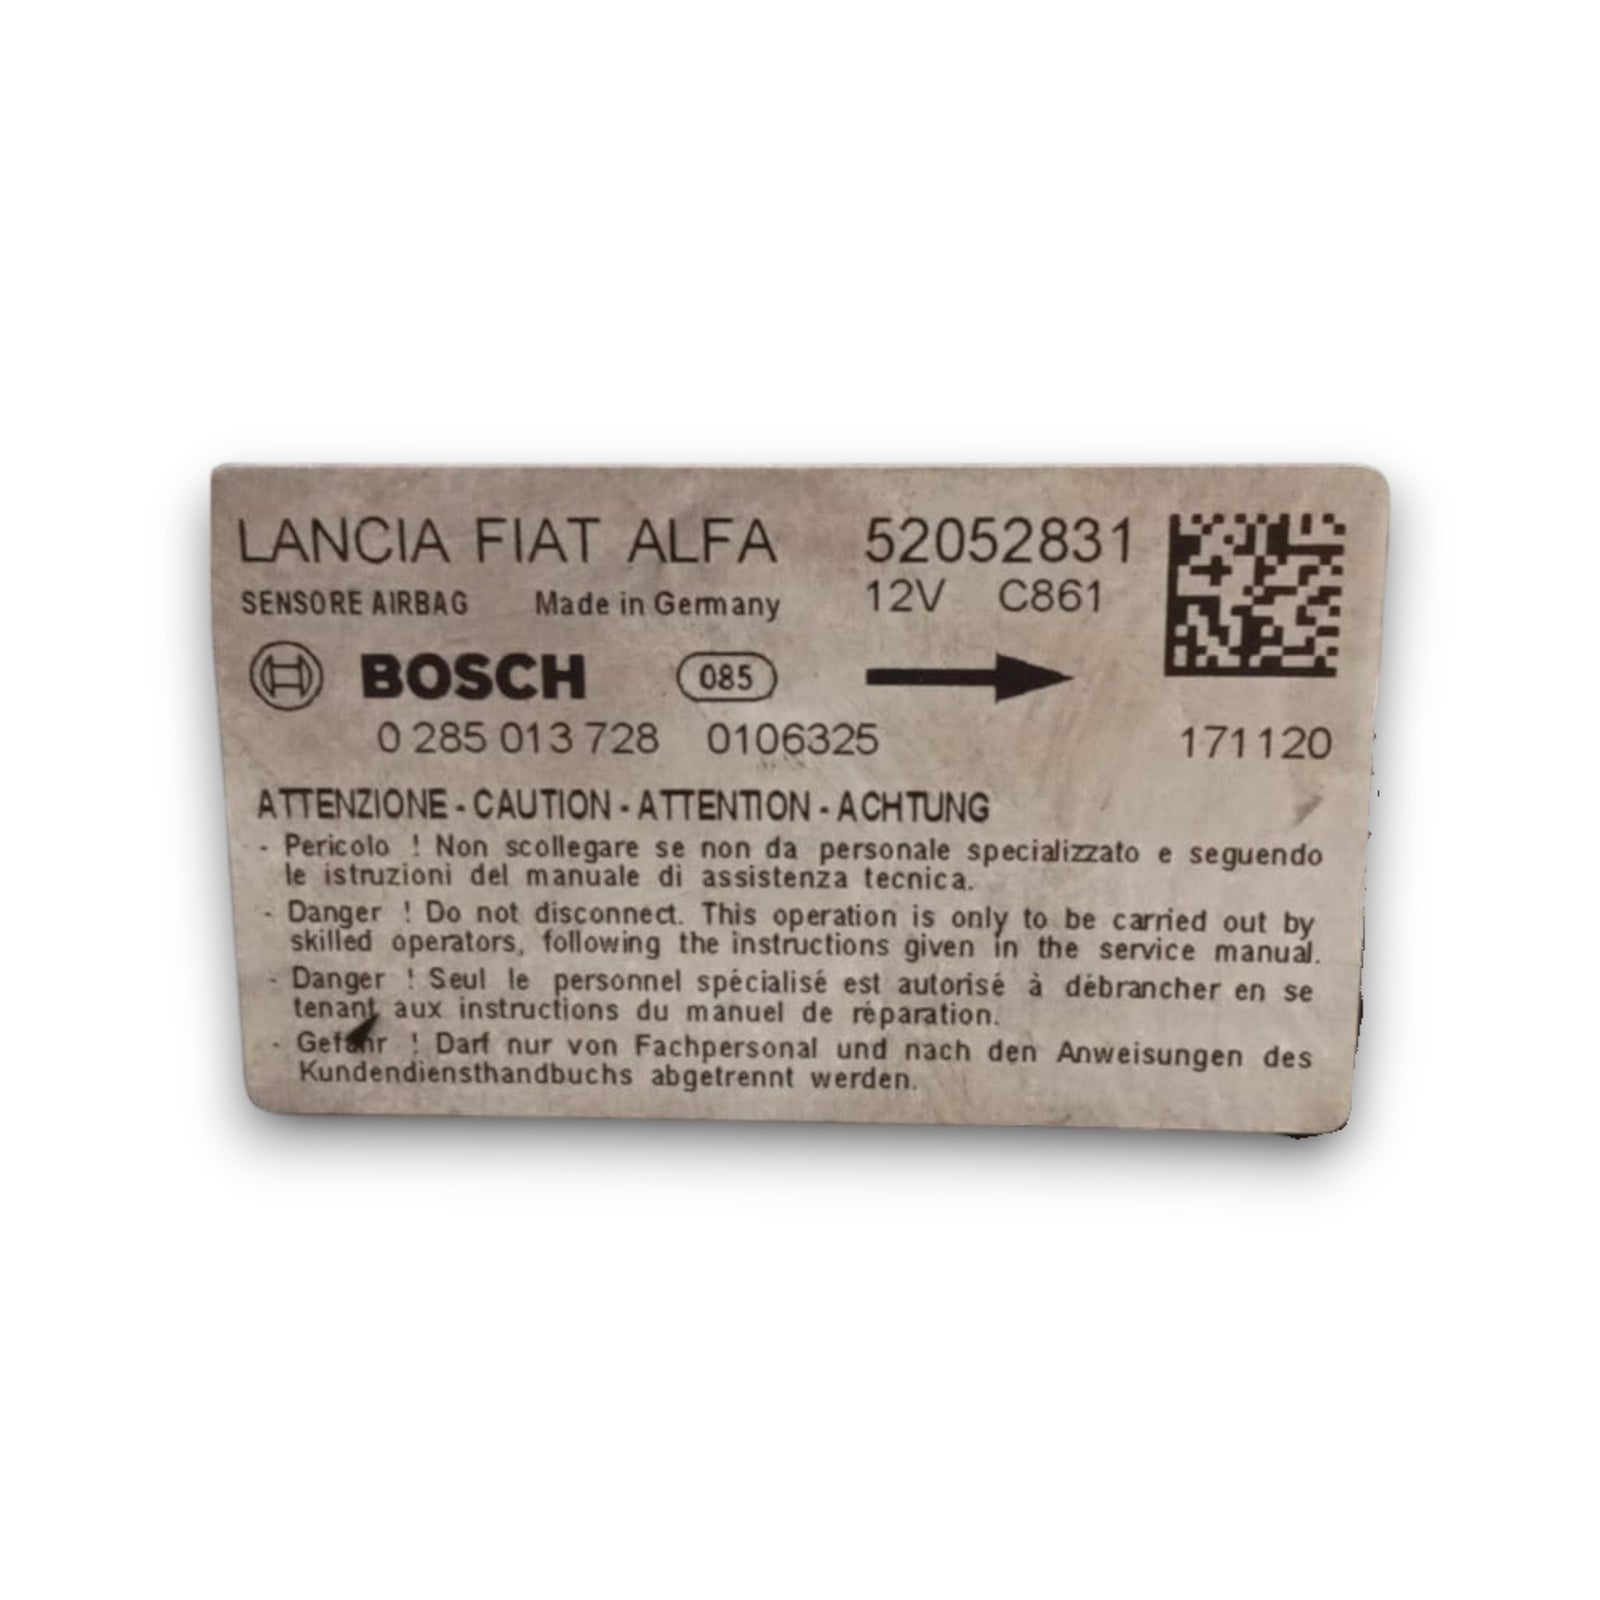 LANCIA FIAT ALFA 52052831
SENSORE AIRBAG Made in Germany 12V C861
BOSCH 085
0 285 013 728 0106325 171120
ATTENZIONE - CAUTION - ATTENTION - ACHTUNG
- Pericolo ! Non scollegare se non da personale specializzato e seguendo
le istruzioni del manuale di assistenza tecnica.
- Danger ! Do not disconnect. This operation is only to be carried out by
skilled operators, following the instructions given in the service manual.
- Danger ! Seul le personnel spécialisé est autorisé à débrancher en se
tenant aux instructions du manuel de réparation.
- Gefahr ! Darf nur von Fachpersonal und nach den Anweisungen des
Kundendiensthandbuchs abgetrennt werden.